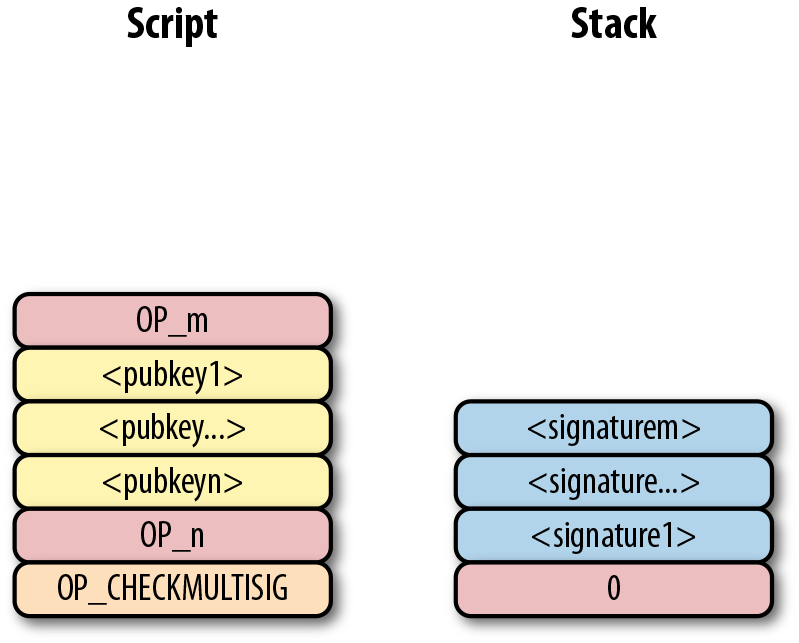 Script
Stack
OP_m
<pubkey1>
<pubkey...>
<pubkeyn>
OP_n
OP_CHECKMULTISIG
<signaturem>
<signature...>
<signature1>
0